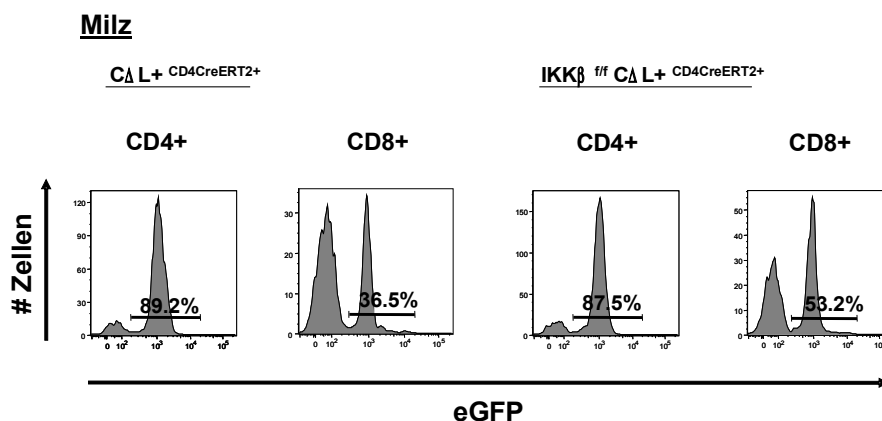 Milz
CΔ L+ CD4CreERT2+
IKKβ f/f CΔ L+ CD4CreERT2+
CD4+
CD8+
CD4+
CD8+
# Zellen
120
90
60
30
0
89.2%
0 10² 10³ 10⁴ 10⁵
30
20
10
0
36.5%
0 10² 10³ 10⁴ 10⁵
150
100
50
0
87.5%
0 10² 10³ 10⁴ 10⁵
50
40
30
20
10
0
53.2%
0 10² 10³ 10⁴ 10⁵
eGFP